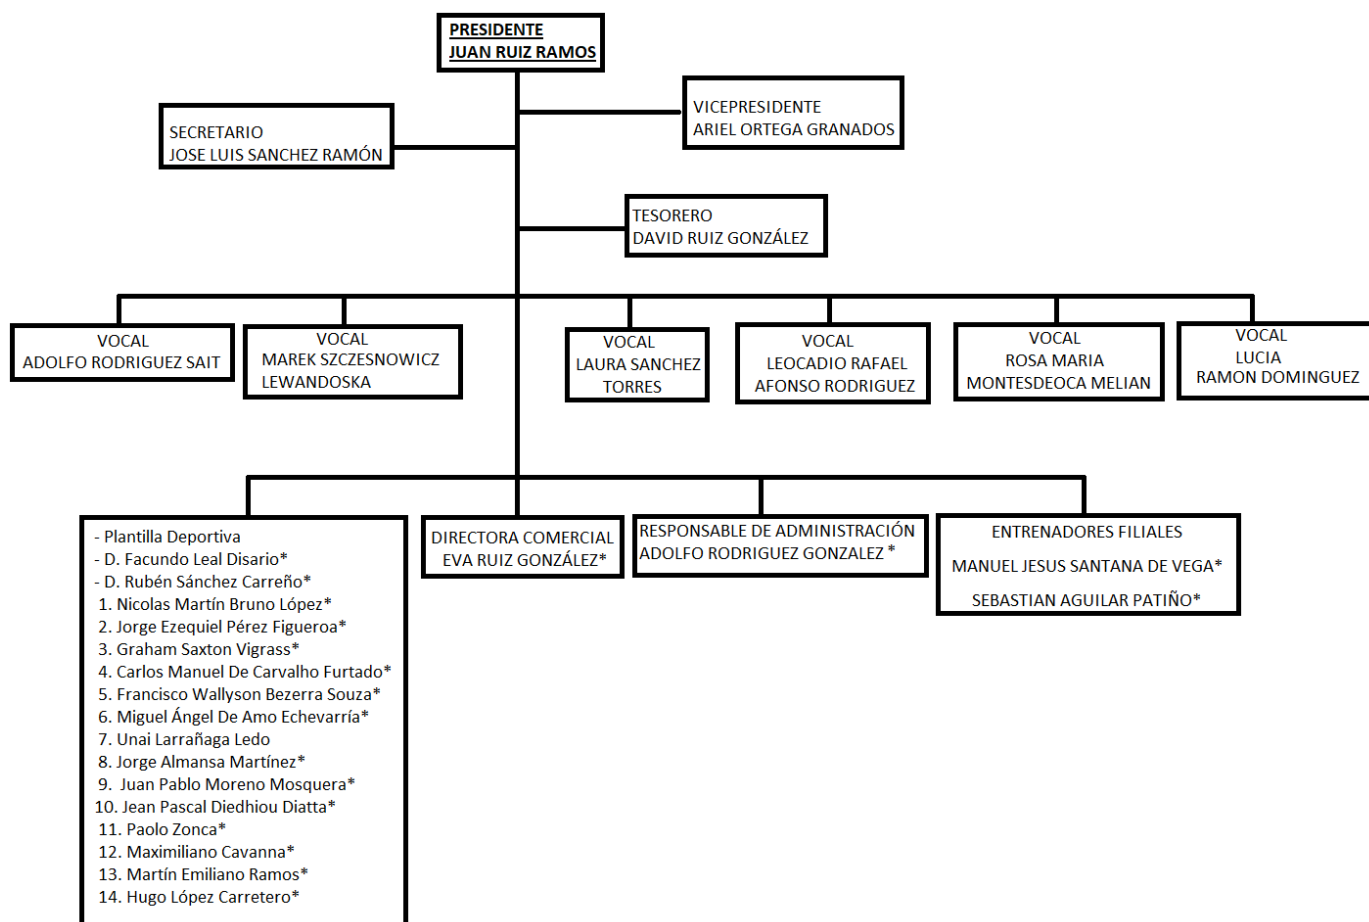 PRESIDENTE
JUAN RUIZ RAMOS
VICEPRESIDENTE
ARIEL ORTEGA GRANADOS
SECRETARIO
JOSE LUIS SANCHEZ RAMÓN
TESORERO
DAVID RUIZ GONZÁLEZ
VOCAL
ADOLFO RODRIGUEZ SAIT
VOCAL
MAREK SZCZESNOWICZ
LEWANDOSKA
VOCAL
LAURA SANCHEZ
TORRES
VOCAL
LEOCADIO RAFAEL
AFONSO RODRIGUEZ
VOCAL
ROSA MARIA
MONTESDEOCA MELIAN
VOCAL
LUCIA
RAMON DOMINGUEZ
- Plantilla Deportiva
- D. Facundo Leal Disario*
- D. Rubén Sánchez Carreño*
1. Nicolas Martín Bruno López*
2. Jorge Ezequiel Pérez Figueroa*
3. Graham Saxton Vigrass*
4. Carlos Manuel De Carvalho Furtado*
5. Francisco Wallyson Bezerra Souza*
6. Miguel Ángel De Amo Echevarría*
7. Unai Larrañaga Ledo
8. Jorge Almansa Martínez*
9. Juan Pablo Moreno Mosquera*
10. Jean Pascal Diedhiou Diatta*
11. Paolo Zonca*
12. Maximiliano Cavanna*
13. Martín Emiliano Ramos*
14. Hugo López Carretero*
DIRECTORA COMERCIAL
EVA RUIZ GONZÁLEZ*
RESPONSABLE DE ADMINISTRACIÓN
ADOLFO RODRIGUEZ GONZALEZ *
ENTRENADORES FILIALES
MANUEL JESUS SANTANA DE VEGA*
SEBASTIAN AGUILAR PATIÑO*